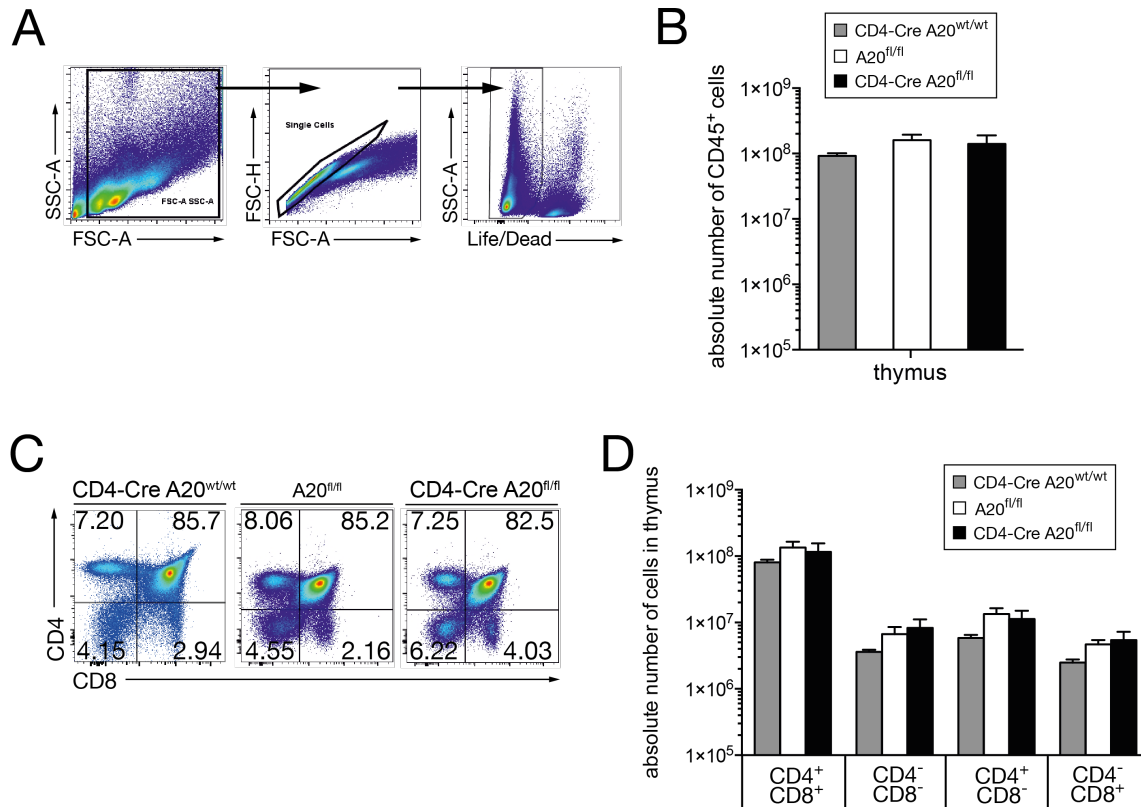 A
SSC-A
FSC-A SSC-A
FSC-A
FSC-H
Single Cells
FSC-A
SSC-A
Life/Dead
B
CD4-Cre A20wt/wt
A20fl/fl
CD4-Cre A20fl/fl
absolute number of CD45+ cells
1×10⁹
1×10⁸
1×10⁷
1×10⁶
1×10⁵
thymus
C
CD4-Cre A20wt/wt
A20fl/fl
CD4-Cre A20fl/fl
7.20 85.7
8.06 85.2
7.25 82.5
4.15 2.94
4.55 2.16
6.22 4.03
CD4
CD8
D
CD4-Cre A20wt/wt
A20fl/fl
CD4-Cre A20fl/fl
absolute number of cells in thymus
1×10⁹
1×10⁸
1×10⁷
1×10⁶
1×10⁵
CD4+
CD8+
CD4-
CD8-
CD4+
CD8-
CD4-
CD8+